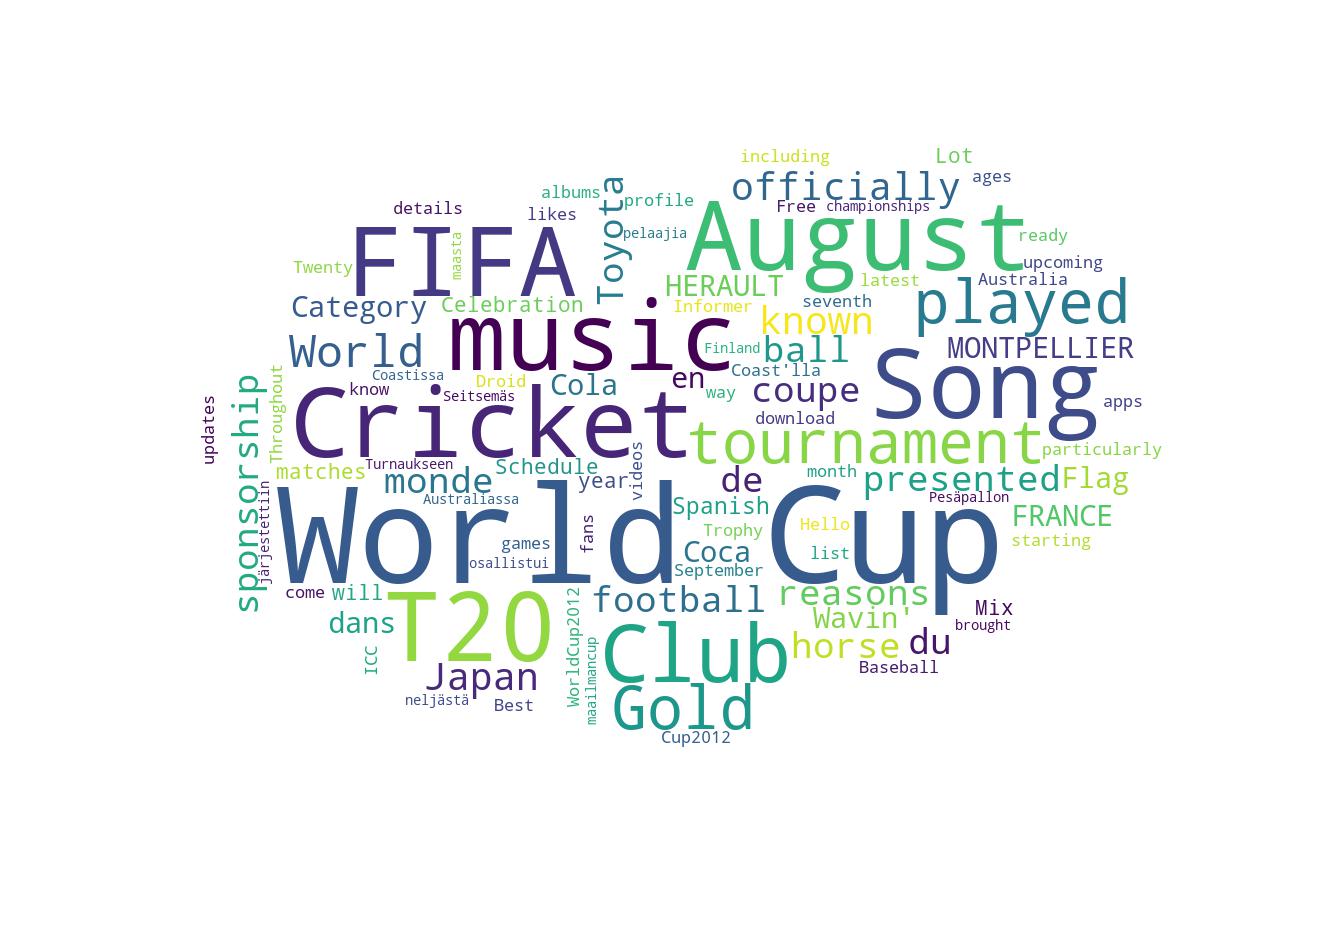 including
Lot
officially
ages
albums
profile
details
likes
Toyota
Free
championships
August
FIFA
maasta
pelaajia
ready
Twenty
upcoming
HERAULT
latest
Australia
Category
Celebration
Informer
seventh
played
music
known
World
Finland
ball
MONTPELLIER
Coastissa
Coast'lla
Song
know
Droid
Cola
en
way
coupe
Seitsemäs
apps
updates
sponsorship
Throughout
Cricket
download
tournament
particularly
matches
Turnaukseen
Schedule
year
videos
monde
de
month
presented
Flag
järjestettiin
Australiassa
World Cup
Spanish
Pesäpallon
FRANCE
games
fans
Trophy
Hello
starting
osallistui
Coca
list
September
come
will
T20
WorldCup2012
football
reasons
Wavin'
Mix
dans
brought
ICC
maailmancup
Club
horse
du
Japan
Baseball
neljästä
Best
Gold
Cup2012